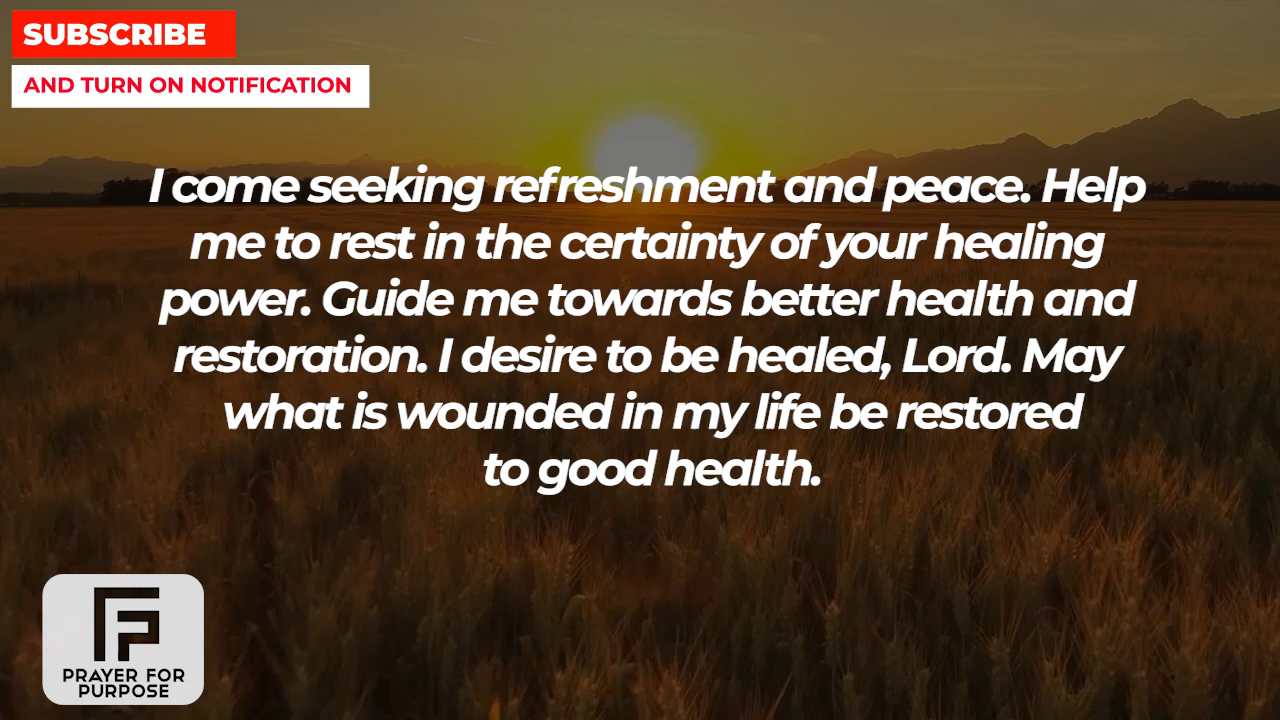 SUBSCRIBE
AND TURN ON NOTIFICATION
I come seeking refreshment and peace. Help
me to rest in the certainty of your healing
power. Guide me towards better health and
restoration. I desire to be healed, Lord. May
what is wounded in my life be restored
to good health.
PRAYER FOR
PURPOSE